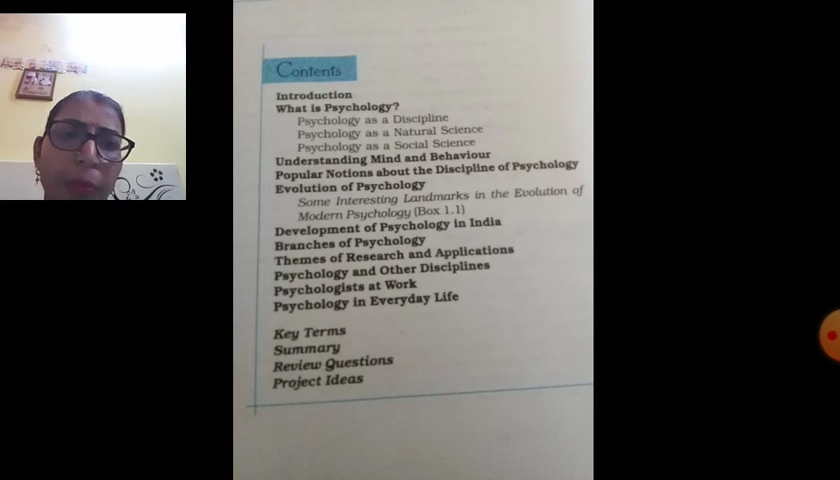 Contents
Introduction
What is Psychology?
Psychology as a Discipline
Psychology as a Natural Science
Psychology as a Social Science
Understanding Mind and Behaviour
Popular Notions about the Discipline of Psychology
Evolution of Psychology
Some Interesting Landmarks in the Evolution of
Modern Psychology (Box 1.1)
Development of Psychology in India
Branches of Psychology
Themes of Research and Applications
Psychology and Other Disciplines
Psychologists at Work
Psychology in Everyday Life
Key Terms
Summary
Review Questions
Project Ideas